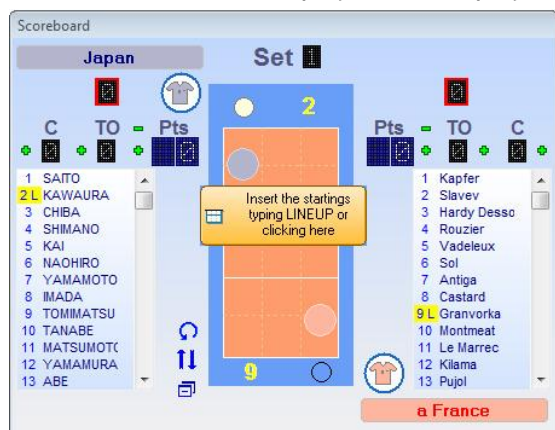 Scoreboard
Japan
Set 1
0
0
C TO - Pts
+ 0 + 0 + 0
2
Pts - TO C
0 + 0 + 0 +
1 SAITO
2 L KAWAURA
3 CHIBA
4 SHIMANO
5 KAI
6 NAOHIRO
7 YAMAMOTO
8 IMADA
9 TOMIMATSU
10 TANABE
11 MATSUMOT(
12 YAMAMURA
13 ABE
Insert the startings
typing LINEUP or
clicking here
9
1 Kapfer
2 Slavev
3 Hardy Desso
4 Rouzier
5 Vadeleux
6 Sol
7 Antiga
8 Castard
9 L Granvorka
10 Montmeat
11 Le Marrec
12 Kilama
13 Pujol
a France